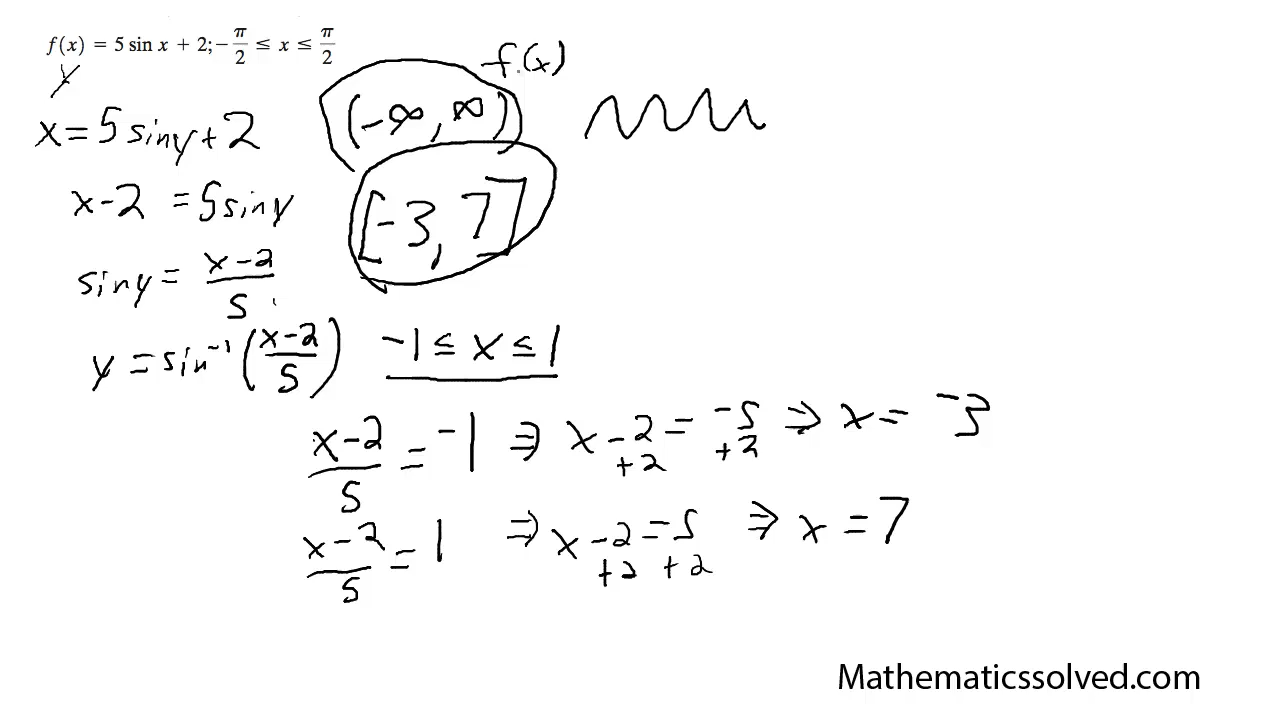 f(x) = 5 sin x + 2; -π/2 ≤ x ≤ π/2
y
f(x)
x = 5 sin y + 2
(-∞, ∞)
x - 2 = 5 sin y
[-3, 7]
sin y = (x-2)/5
y = sin⁻¹((x-2)/5)
-1 ≤ x ≤ 1
(x-2)/5 = -1 ⇒ x - 2 = -5 ⇒ x = -3
+2 +2
(x-2)/5 = 1 ⇒ x - 2 = 5 ⇒ x = 7
+2 +2
Mathematicssolved.com